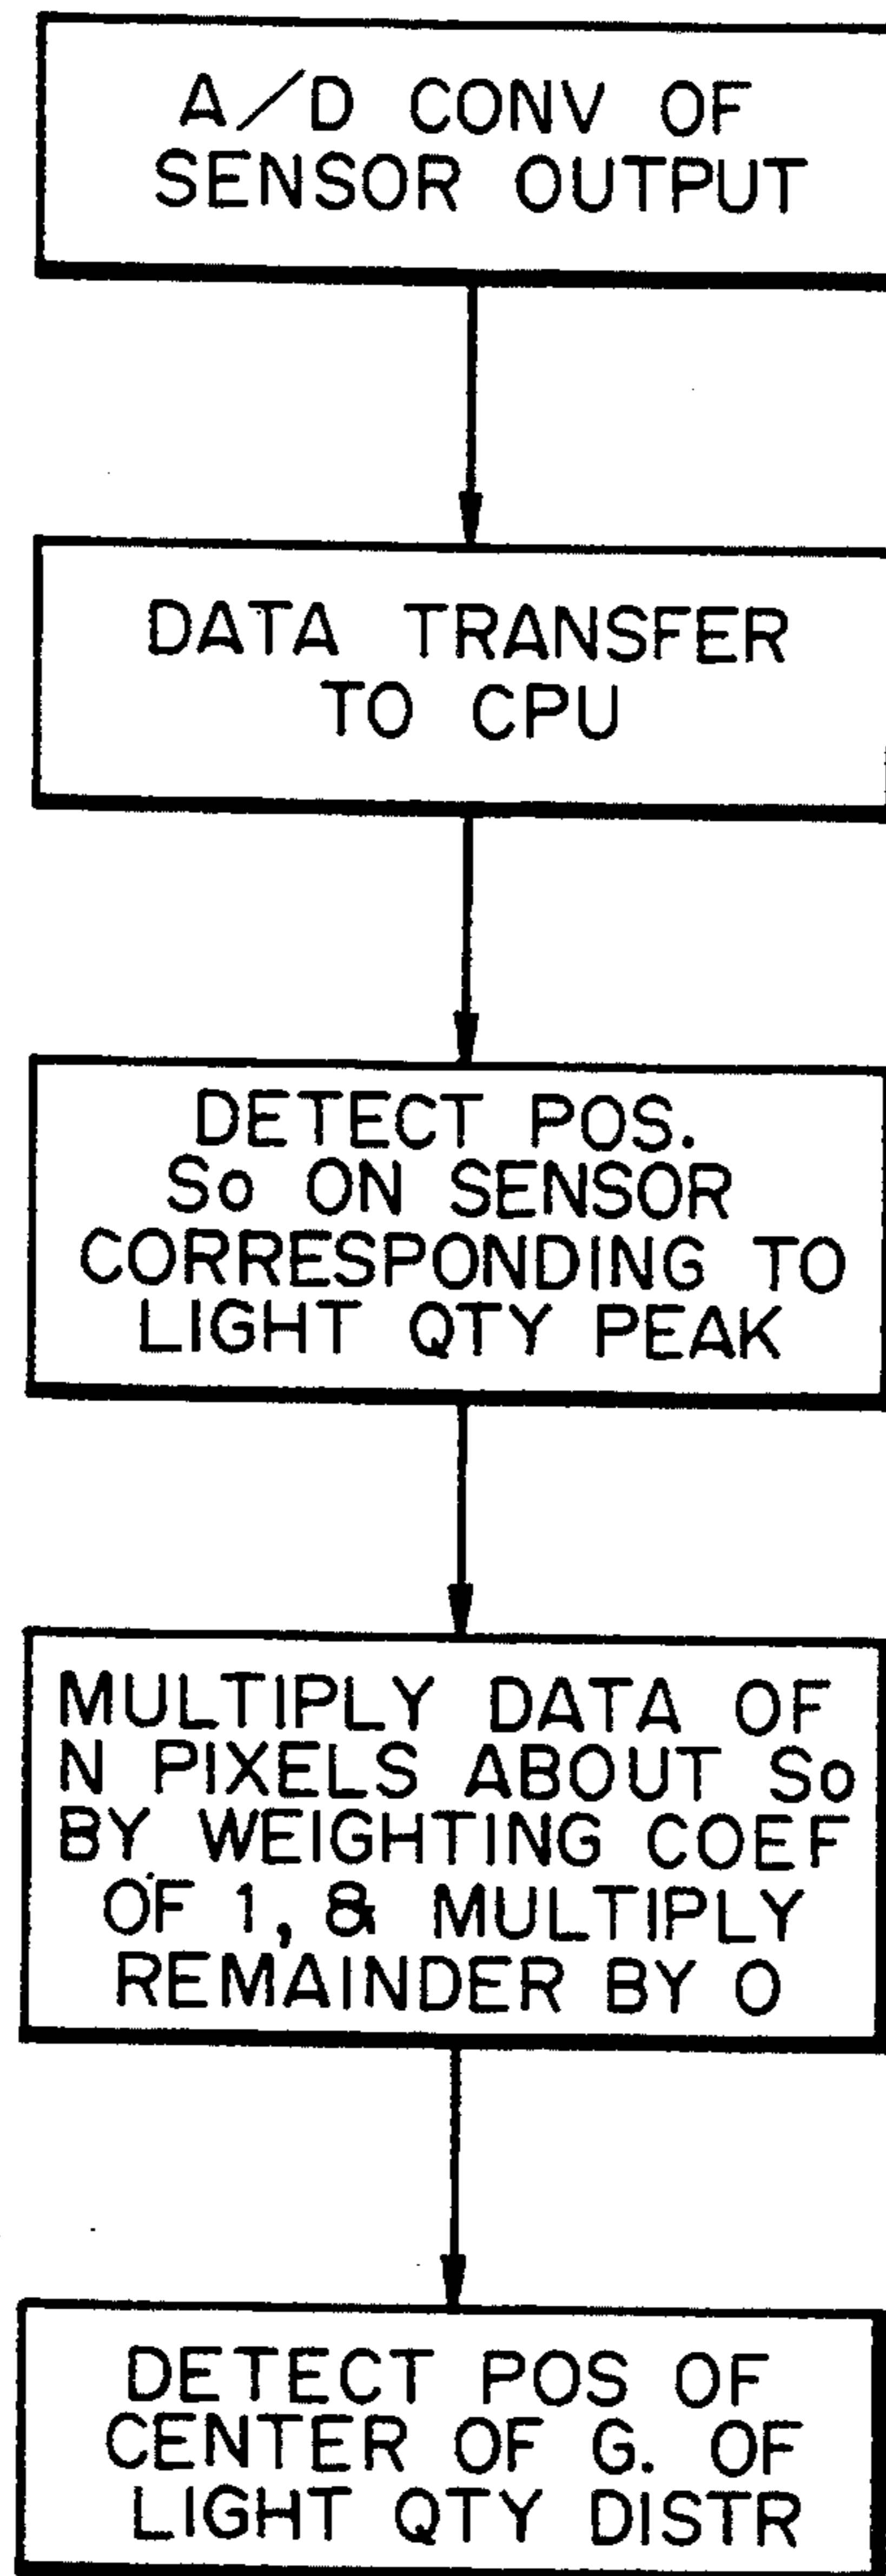 A/D CONV OF
SENSOR OUTPUT
DATA TRANSFER
TO CPU
DETECT POS.
So ON SENSOR
CORRESPONDING TO
LIGHT QTY PEAK
MULTIPLY DATA OF
N PIXELS ABOUT So
BY WEIGHTING COEF
OF 1, & MULTIPLY
REMAINDER BY 0
DETECT POS OF
CENTER OF G. OF
LIGHT QTY DISTR